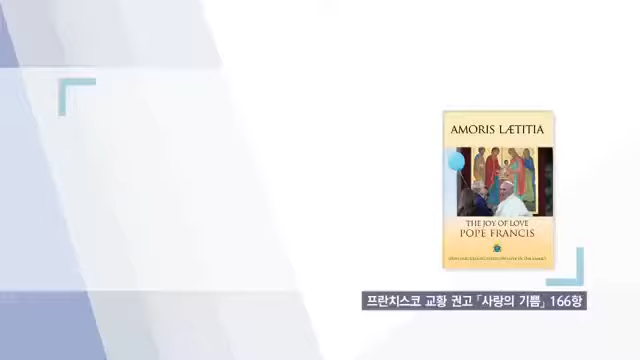 AMORIS LÆTITIA
THE JOY OF LOVE
POPE FRANCIS
프란치스코 교황 권고 「사랑의 기쁨」 166항